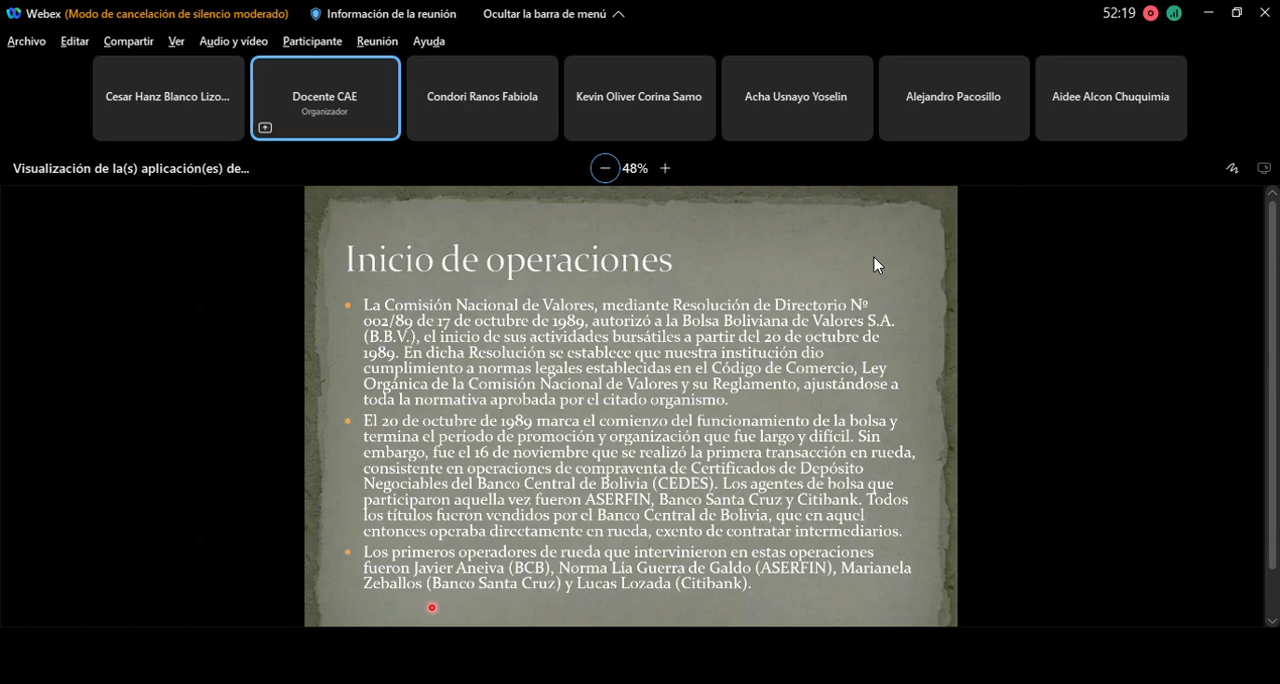 Webex (Modo de cancelación de silencio moderado) Información de la reunión Ocultar la barra de menú 52:19
Archivo Editar Compartir Ver Audio y vídeo Participante Reunión Ayuda
Cesar Hanz Blanco Lizo... Docente CAE Condori Ranos Fabiola Kevin Oliver Corina Samo Acha Usnayo Yoselin Alejandro Pacosillo Aidee Alcon Chuquimia
Organizador
Visualización de la(s) aplicación(es) de... 48%
Inicio de operaciones
• La Comisión Nacional de Valores, mediante Resolución de Directorio Nº
002/89 de 17 de octubre de 1989, autorizó a la Bolsa Boliviana de Valores S.A.
(B.B.V.), el inicio de sus actividades bursátiles a partir del 20 de octubre de
1989. En dicha Resolución se establece que nuestra institución dio
cumplimiento a normas legales establecidas en el Código de Comercio, Ley
Orgánica de la Comisión Nacional de Valores y su Reglamento, ajustándose a
toda la normativa aprobada por el citado organismo.
• El 20 de octubre de 1989 marca el comienzo del funcionamiento de la bolsa y
termina el período de promoción y organización que fue largo y difícil. Sin
embargo, fue el 16 de noviembre que se realizó la primera transacción en rueda,
consistente en operaciones de compraventa de Certificados de Depósito
Negociables del Banco Central de Bolivia (CEDES). Los agentes de bolsa que
participaron aquella vez fueron ASERFIN, Banco Santa Cruz y Citibank. Todos
los títulos fueron vendidos por el Banco Central de Bolivia, que en aquel
entonces operaba directamente en rueda, exento de contratar intermediarios.
• Los primeros operadores de rueda que intervinieron en estas operaciones
fueron Javier Aneiva (BCB), Norma Lia Guerra de Galdo (ASERFIN), Marianela
Zeballos (Banco Santa Cruz) y Lucas Lozada (Citibank).